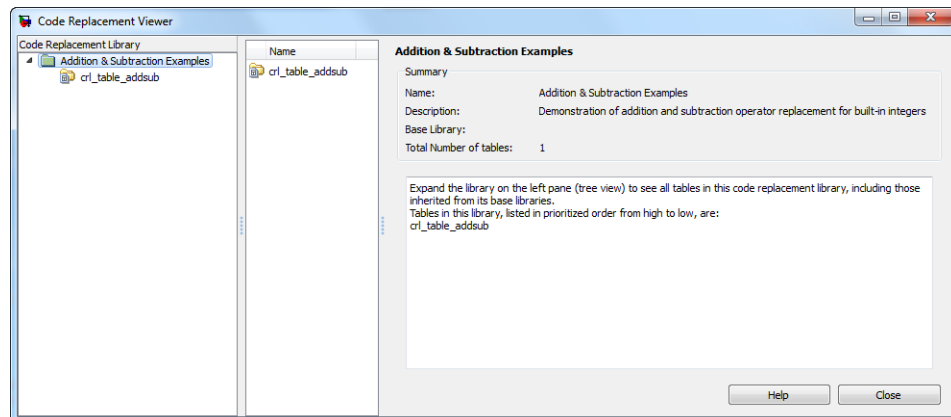 Code Replacement Viewer
Code Replacement Library
Addition & Subtraction Examples
crl_table_addsub
Name
crl_table_addsub
Addition & Subtraction Examples
Summary
Name: Addition & Subtraction Examples
Description: Demonstration of addition and subtraction operator replacement for built-in integers
Base Library:
Total Number of tables: 1
Expand the library on the left pane (tree view) to see all tables in this code replacement library, including those
inherited from its base libraries.
Tables in this library, listed in prioritized order from high to low, are:
crl_table_addsub
Help Close